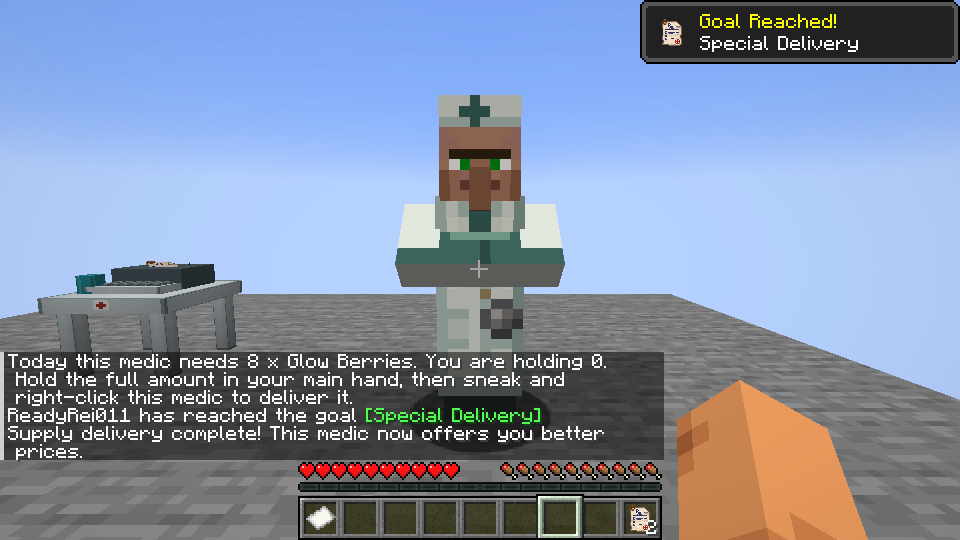 Goal Reached!
Special Delivery
Today this medic needs 8 x Glow Berries. You are holding 0.
Hold the full amount in your main hand, then sneak and
right-click this medic to deliver it.
ReadyRei011 has reached the goal [Special Delivery]
Supply delivery complete! This medic now offers you better
prices.
2